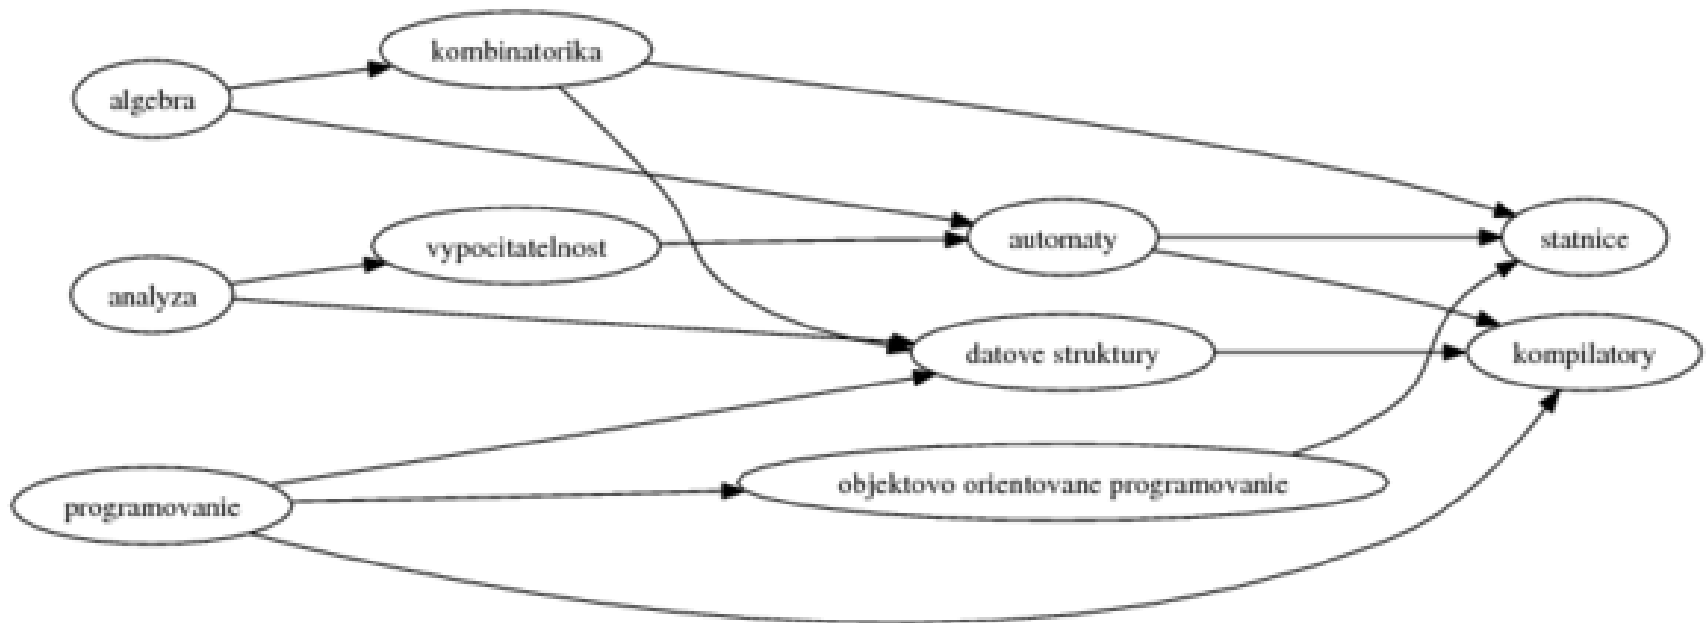 kombinatorika
algebra
automaty
statnice
vypocitatelnost
analyza
datove struktury
kompilatory
objektovo orientovane programovanie
programovanie